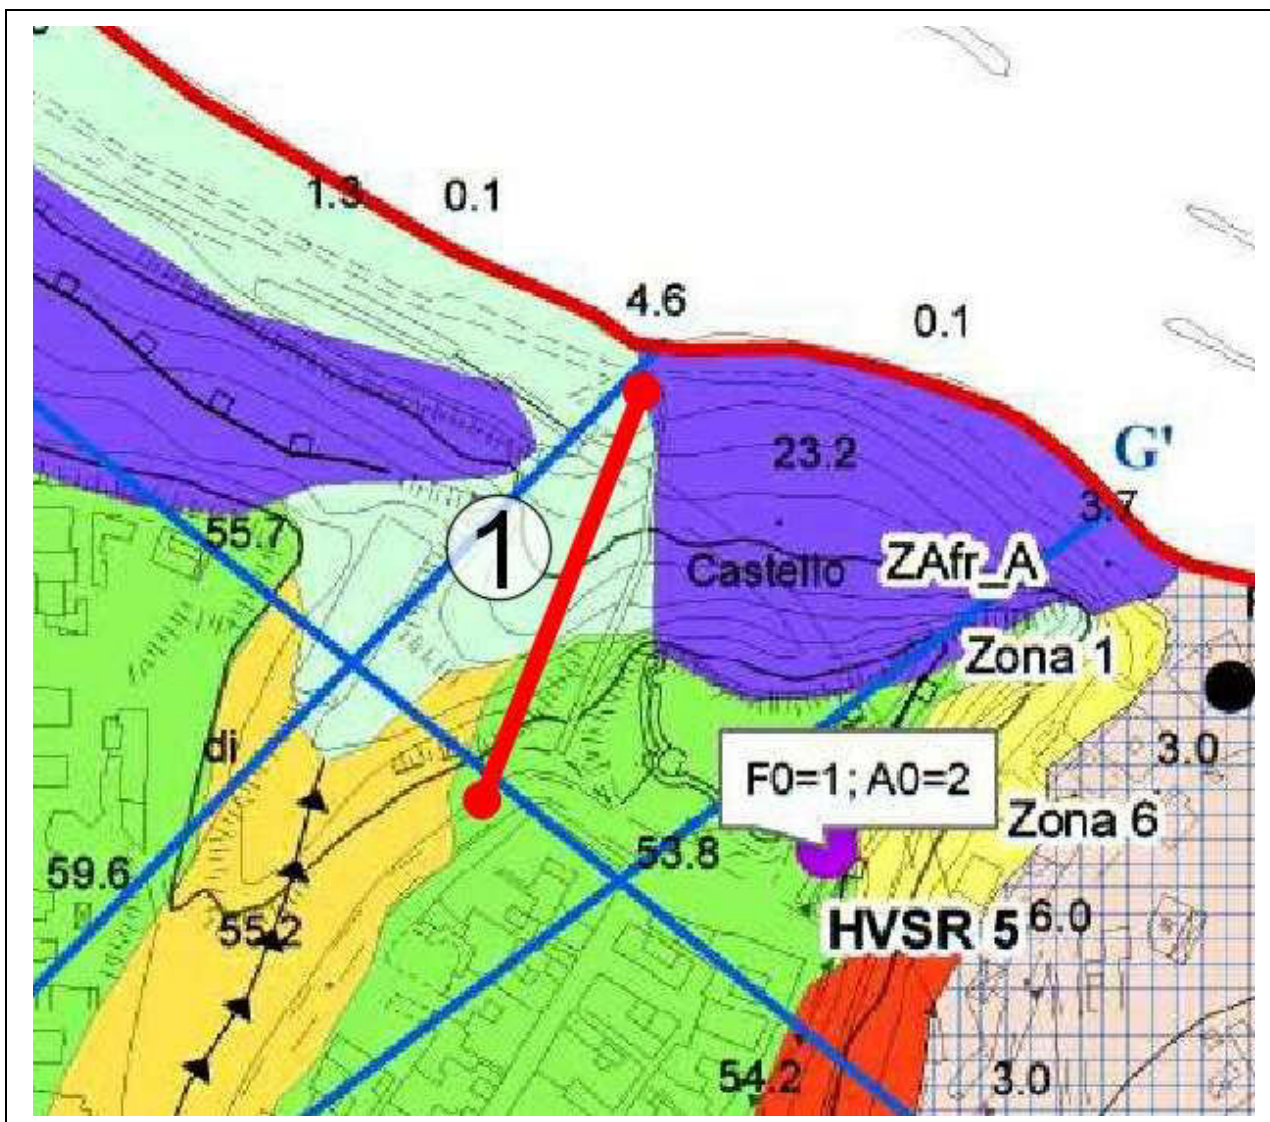 1.3
0.1
4.6
0.1
G'
23.2
3.7
55.7
1
Castello
ZAfr_A
Zona 1
di
3.0
F0=1; A0=2
Zona 6
53.8
59.6
55.2
HVSR 5
6.0
54.2
3.0